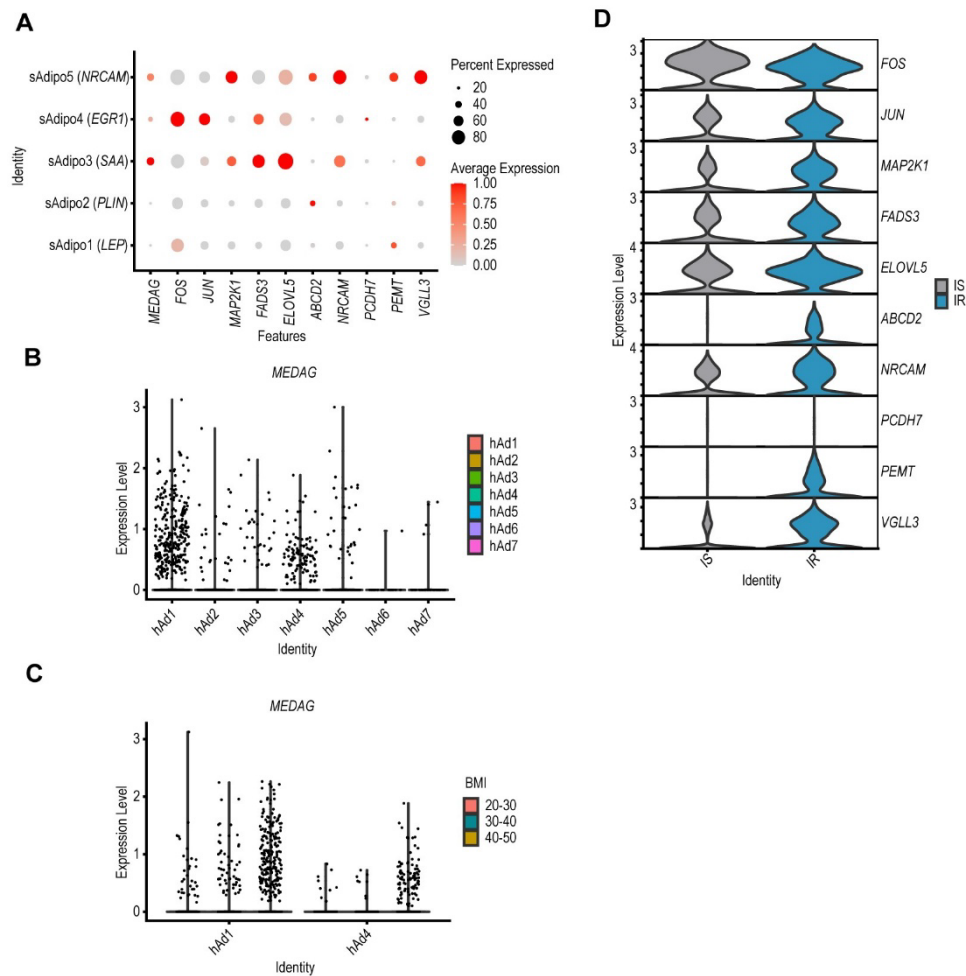 A
Identity
sAdipo5 (NRCAM)
sAdipo4 (EGR1)
sAdipo3 (SAA)
sAdipo2 (PLIN)
sAdipo1 (LEP)
MEDAG
FOS
JUN
MAP2K1
FADS3
ELOVL5
ABCD2
NRCAM
PCDH7
PEMT
VGLL3
Features
Percent Expressed
20
40
60
80
Average Expression
1.00
0.75
0.50
0.25
0.00
B
MEDAG
Expression Level
3
2
1
0
hAd1
hAd2
hAd3
hAd4
hAd5
hAd6
hAd7
Identity
hAd1
hAd2
hAd3
hAd4
hAd5
hAd6
hAd7
C
MEDAG
Expression Level
3
2
1
0
hAd1
hAd4
Identity
BMI
20-30
30-40
40-50
D
Expression Level
3
FOS
3
JUN
3
MAP2K1
3
FADS3
4
ELOVL5
3
ABCD2
4
NRCAM
3
PCDH7
3
PEMT
3
VGLL3
IS
IR
Identity
IS
IR